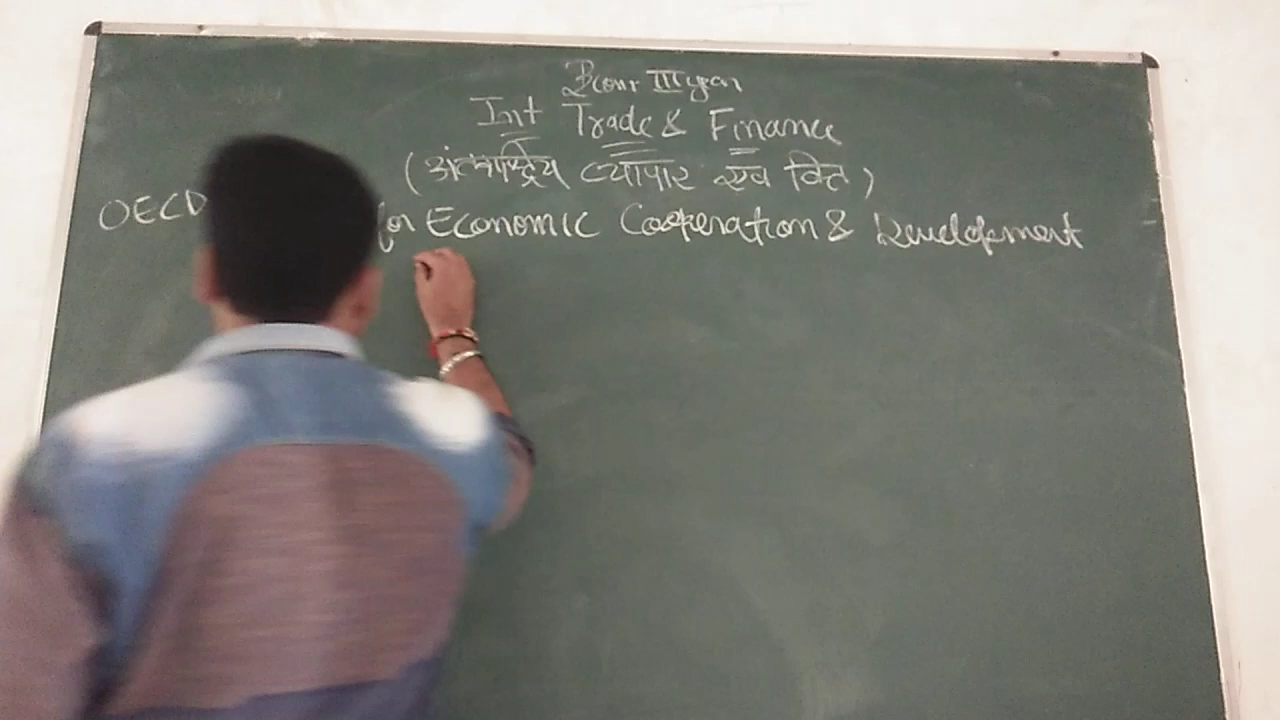 Bcom III year
Int Trade & Finance
(अंतर्राष्ट्रीय व्यापार एवं वित्त)
OECD for Economic Cooperation & Development